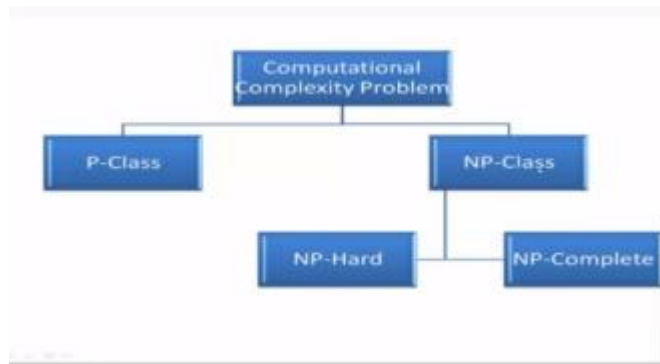 Computational
Complexity Problem
P-Class
NP-Class
NP-Hard
NP-Complete